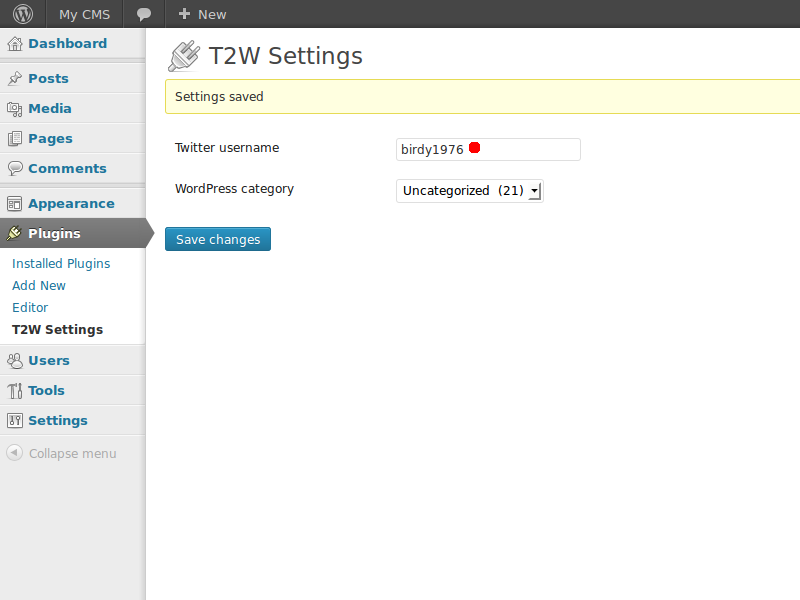 My CMS New
Dashboard
Posts
Media
Pages
Comments
Appearance
Plugins
Installed Plugins
Add New
Editor
T2W Settings
Users
Tools
Settings
Collapse menu
T2W Settings
Settings saved
Twitter username birdy1976
WordPress category Uncategorized (21)
Save changes